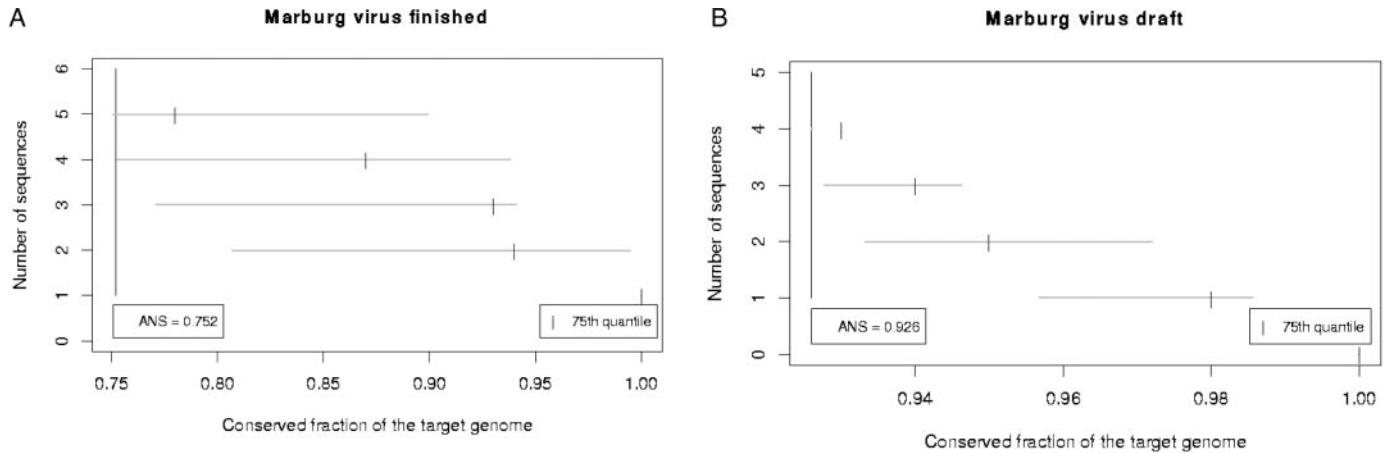 A
Marburg virus finished
Number of sequences
6
5
4
3
2
1
0
ANS = 0.752
75th quantile
0.75
0.80
0.85
0.90
0.95
1.00
Conserved fraction of the target genome
B
Marburg virus draft
Number of sequences
5
4
3
2
1
0
ANS = 0.926
75th quantile
0.94
0.96
0.98
1.00
Conserved fraction of the target genome